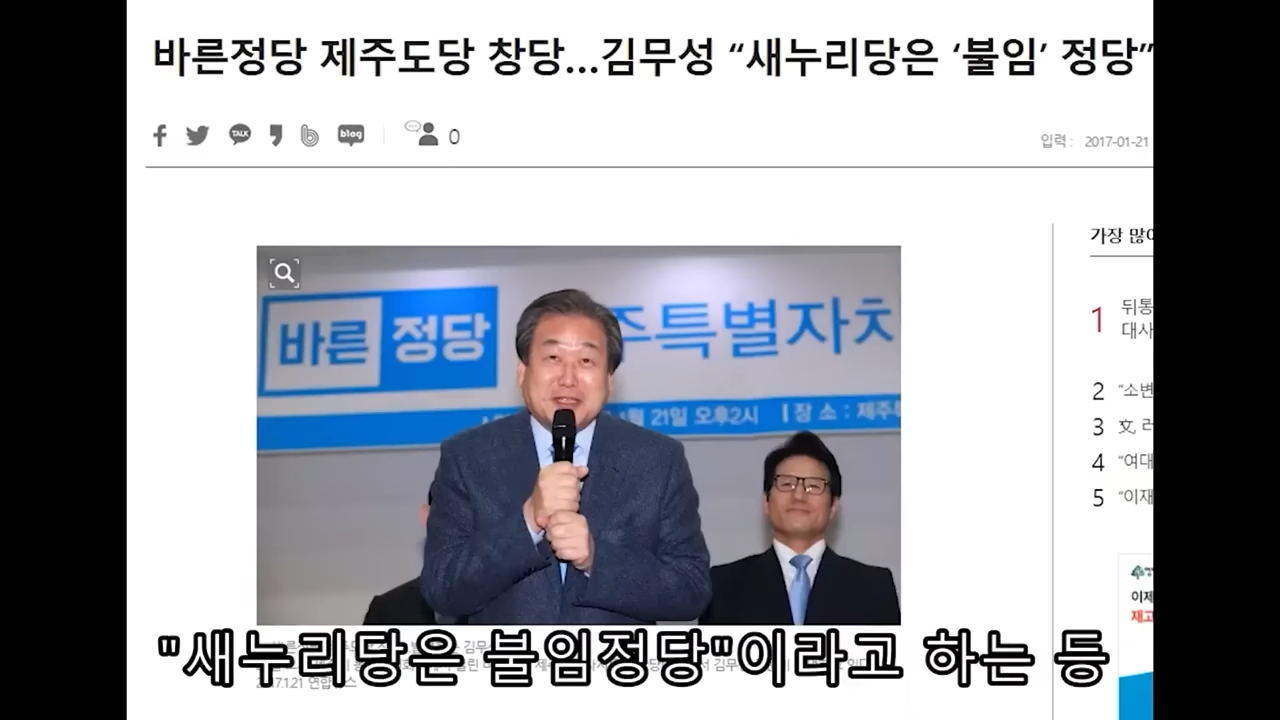 바른정당 제주도당 창당...김무성 “새누리당은 ‘불임’ 정당”
TALK
blog
0
입력 : 2017-01-21
가장 많이
바른정당
주특별자치
21일 오후2시 장 소 : 제주
1 뒤통
대사
2 “소변
3 文, 러
4 “여대
5 “이재
이제
재고
"새누리당은 불임정당"이라고 하는 등
연합뉴스